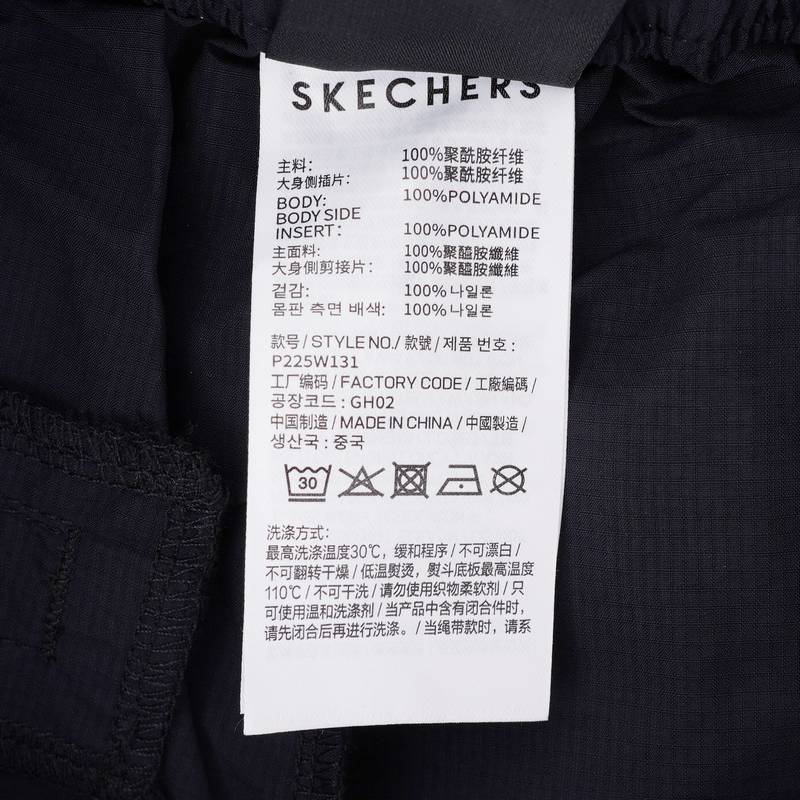 SKECHERS
主料: 100%聚酰胺纤维
大身侧插片: 100%聚酰胺纤维
BODY: 100%POLYAMIDE
BODY SIDE
INSERT: 100%POLYAMIDE
主面料: 100%聚醯胺纖維
大身側剪接片: 100%聚醯胺纖維
겉감: 100%나일론
몸판 측면 배색: 100%나일론
款号/STYLE NO./款號/제품 번호:
P225W131
工厂编码/FACTORY CODE/工廠編碼/
공장코드:GH02
中国制造/MADE IN CHINA/中國製造/
생산국:중국
30
洗涤方式:
最高洗涤温度30℃，缓和程序/不可漂白/
不可翻转干燥/低温熨烫，熨斗底板最高温度
110℃/不可干洗/请勿使用织物柔软剂/只
可使用温和洗涤剂/当产品中含有闭合件时，
请先闭合后再进行洗涤。/当绳带款时，请系